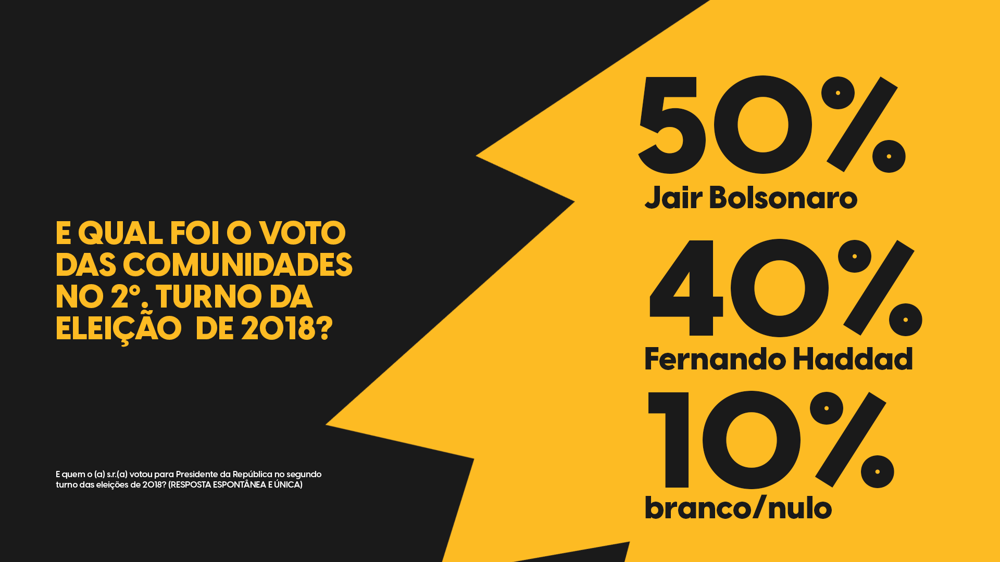 E QUAL FOI O VOTO
DAS COMUNIDADES
NO 2º. TURNO DA
ELEIÇÃO  DE 2018?
E quem o (a) s.r.(a) votou para Presidente da República no segundo
turno das eleições de 2018? (RESPOSTA ESPONTÂNEA E ÚNICA)
50%
Jair Bolsonaro
40%
Fernando Haddad
10%
branco/nulo